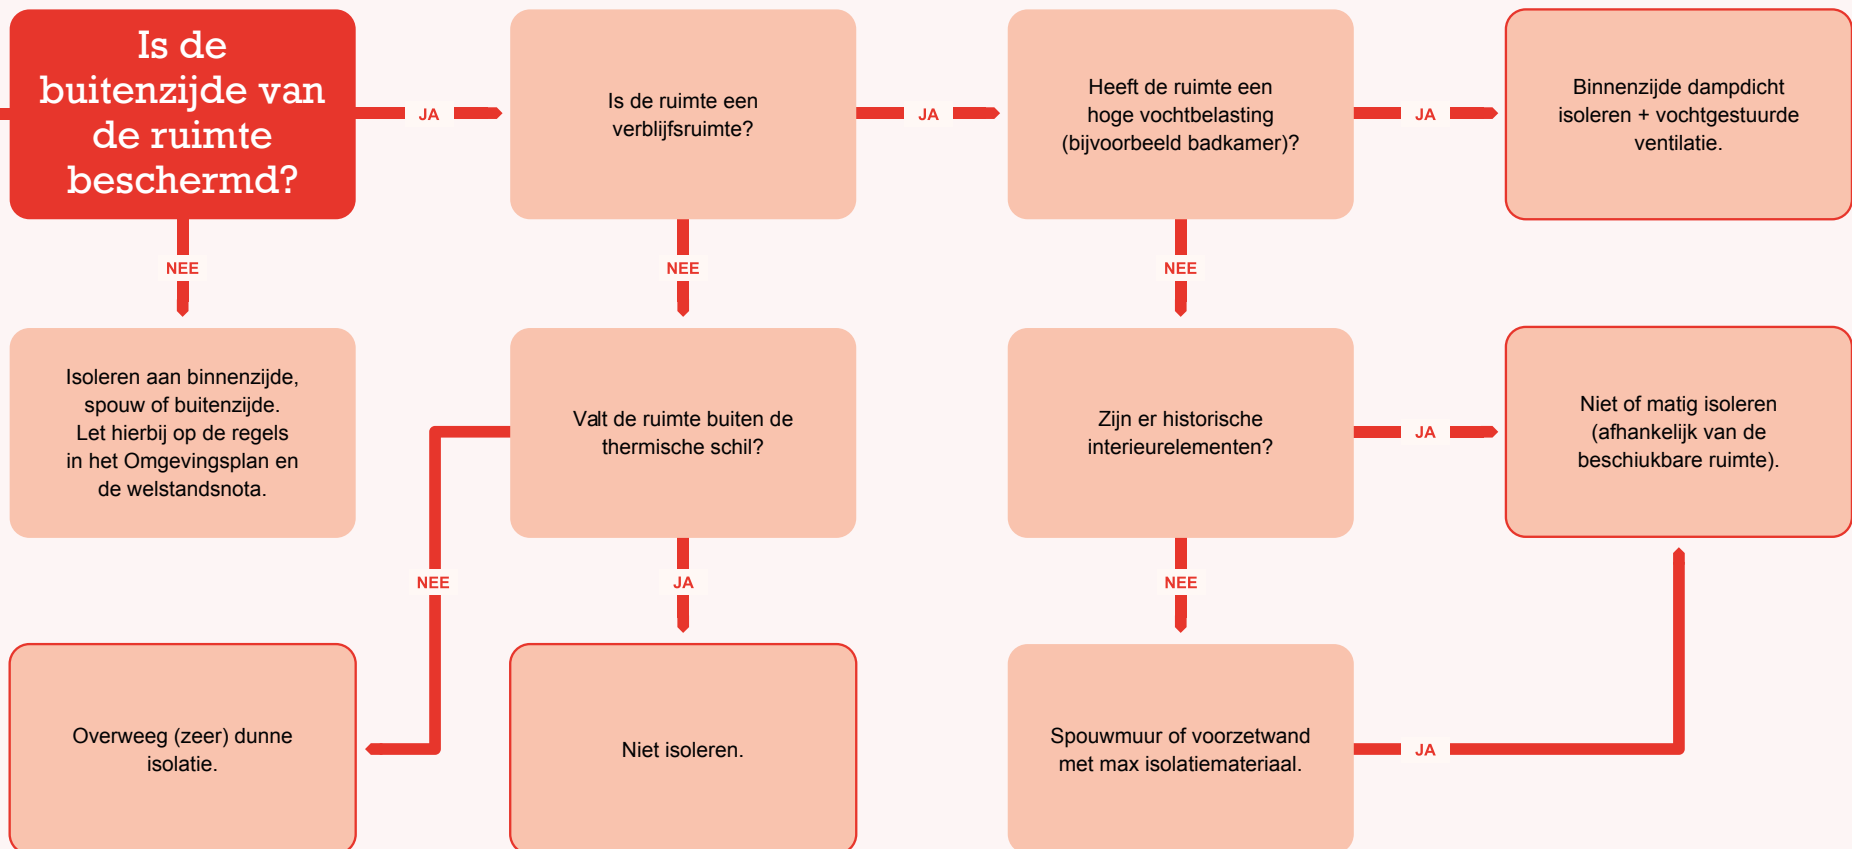 Is de
buitenzijde van
de ruimte
beschermd?
JA
Is de ruimte een
verblijfsruimte?
JA
Heeft de ruimte een
hoge vochtbelasting
(bijvoorbeeld badkamer)?
JA
Binnenzijde dampdicht
isoleren + vochtgestuurde
ventilatie.
NEE
NEE
NEE
Isoleren aan binnenzijde,
spouw of buitenzijde.
Let hierbij op de regels
in het Omgevingsplan en
de welstandsnota.
Valt de ruimte buiten de
thermische schil?
Zijn er historische
interieurelementen?
JA
Niet of matig isoleren
(afhankelijk van de
beschiukbare ruimte).
NEE
JA
NEE
Overweeg (zeer) dunne
isolatie.
Niet isoleren.
Spouwmuur of voorzetwand
met max isolatiemateriaal.
JA